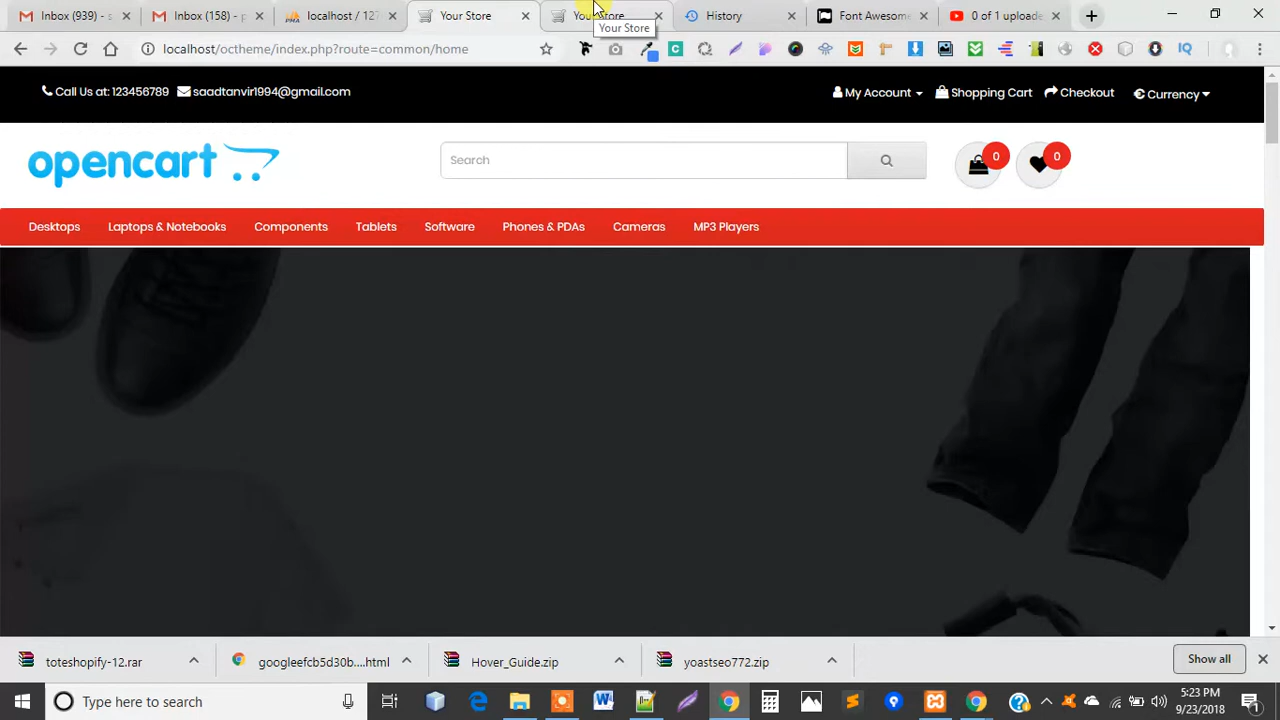 Inbox (939) - s
Inbox (158) - p
localhost / 127
Your Store
Your Store
History
Font Awesome
0 of 1 upload
Your Store
localhost/octheme/index.php?route=common/home
Call Us at: 123456789 saadtanvir1994@gmail.com
My Account Shopping Cart Checkout Currency
opencart
Search
0
0
Desktops Laptops & Notebooks Components Tablets Software Phones & PDAs Cameras MP3 Players
toteshopify-12.rar
googleefcb5d30b....html
Hover_Guide.zip
yoastseo772.zip
Show all
Type here to search
5:23 PM
9/23/2018